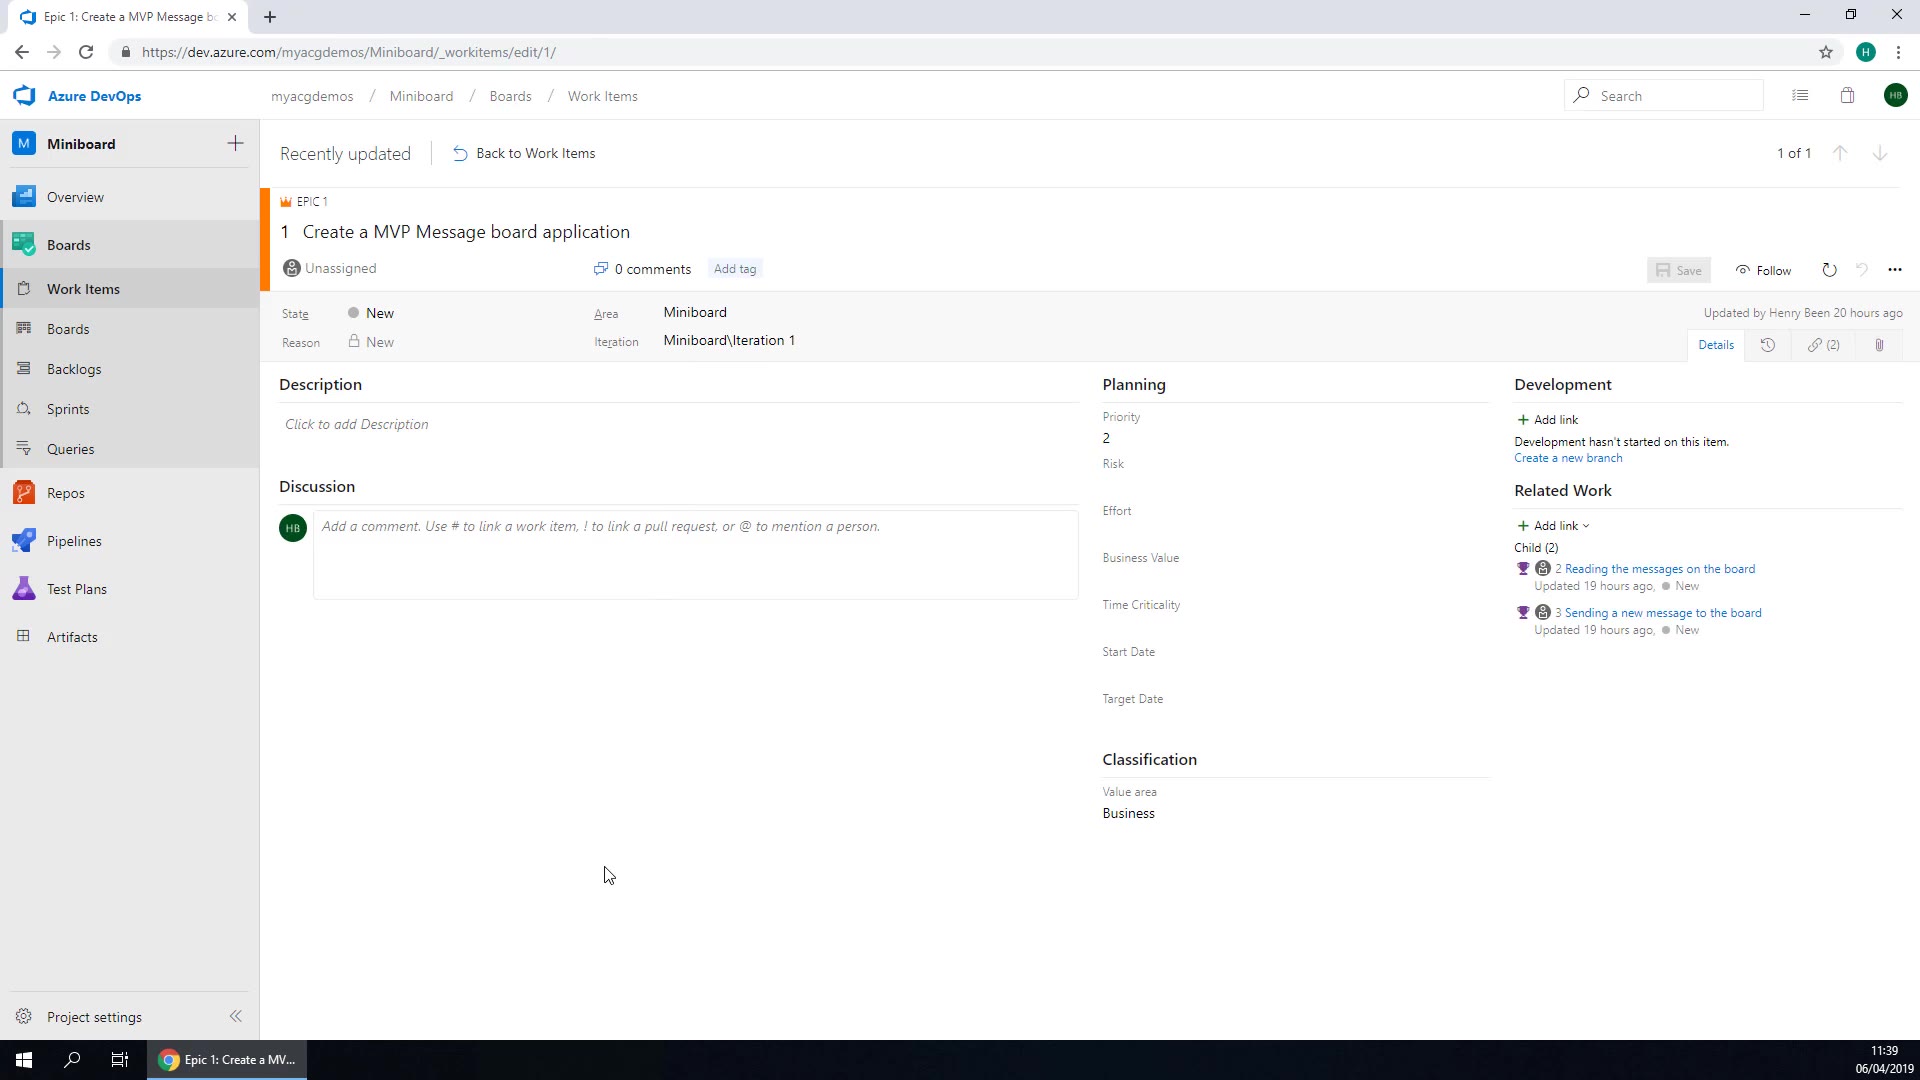 Epic 1: Create a MVP Message bo
https://dev.azure.com/myacgdemos/Miniboard/_workitems/edit/1/
H
Azure DevOps
myacgdemos / Miniboard / Boards / Work Items
Search
HB
M Miniboard
Recently updated
Back to Work Items
1 of 1
Overview
Boards
Work Items
Boards
Backlogs
Sprints
Queries
Repos
Pipelines
Test Plans
Artifacts
Project settings
EPIC 1
1 Create a MVP Message board application
Unassigned
0 comments
Add tag
Save
Follow
State New
Area Miniboard
Updated by Henry Been 20 hours ago
Reason New
Iteration Miniboard\Iteration 1
Details
(2)
Description
Click to add Description
Discussion
HB
Add a comment. Use # to link a work item, ! to link a pull request, or @ to mention a person.
Planning
Priority
2
Risk
Effort
Business Value
Time Criticality
Start Date
Target Date
Classification
Value area
Business
Development
+ Add link
Development hasn't started on this item.
Create a new branch
Related Work
+ Add link
Child (2)
2 Reading the messages on the board
Updated 19 hours ago, New
3 Sending a new message to the board
Updated 19 hours ago, New
Epic 1: Create a MV...
11:39
06/04/2019